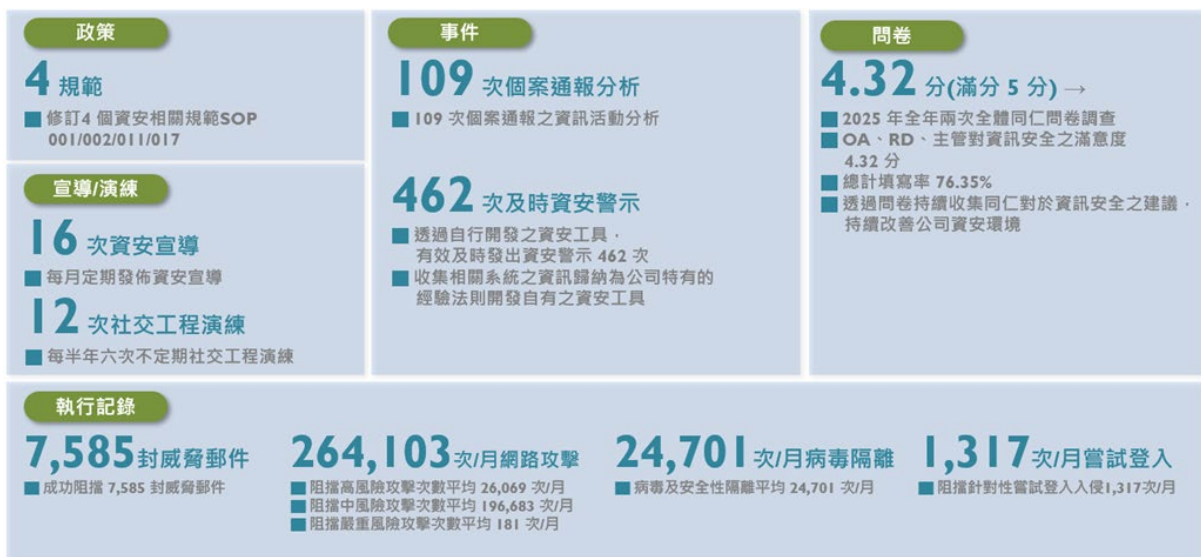 政策
4 規範
修訂4 個資安相關規範SOP
001/002/011/017
宣導/演練
16 次資安宣導
每月定期發佈資安宣導
12 次社交工程演練
每半年六次不定期社交工程演練
事件
109 次個案通報分析
109 次個案通報之資訊活動分析
462 次及時資安警示
透過自行開發之資安工具，
有效及時發出資安警示 462 次
收集相關系統之資訊歸納為公司特有的
經驗法則開發自有之資安工具
問卷
4.32 分(滿分 5 分) →
2025 年全年兩次全體同仁問卷調查
OA、RD、主管對資訊安全之滿意度
4.32 分
總計填寫率 76.35%
透過問卷持續收集同仁對於資訊安全之建議，
持續改善公司資安環境
執行記錄
7,585 封威脅郵件
成功阻擋 7,585 封威脅郵件
264,103 次/月網路攻擊
阻擋高風險攻擊次數平均 26,069 次/月
阻擋中風險攻擊次數平均 196,683 次/月
阻擋嚴重風險攻擊次數平均 181 次/月
24,701 次/月病毒隔離
病毒及安全性隔離平均 24,701 次/月
1,317 次/月嘗試登入
阻擋針對性嘗試登入入侵1,317次/月